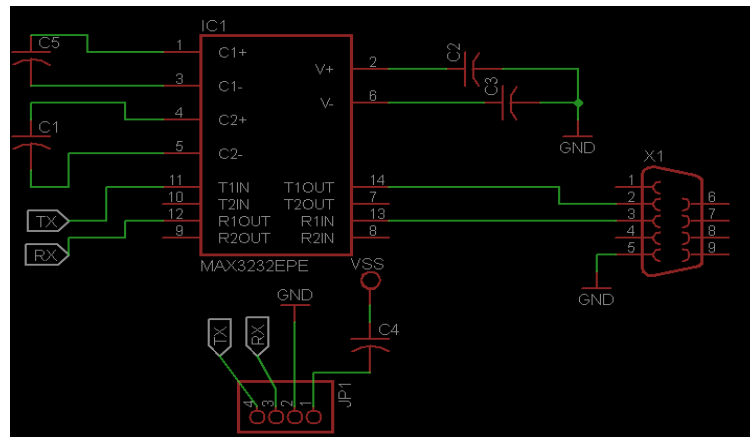 IC1
C5
1
C1+
3
C1-
4
C2+
C1
5
C2-
V+
2
C2
V-
6
C3
GND
11
T1IN
T1OUT
14
10
T2IN
T2OUT
7
12
R1OUT
R1IN
13
9
R2OUT
R2IN
8
TX
RX
MAX3232EPE
X1
1
2
3
4
5
6
7
8
9
GND
VSS
GND
C4
TX
RX
4
3
2
1
JP1